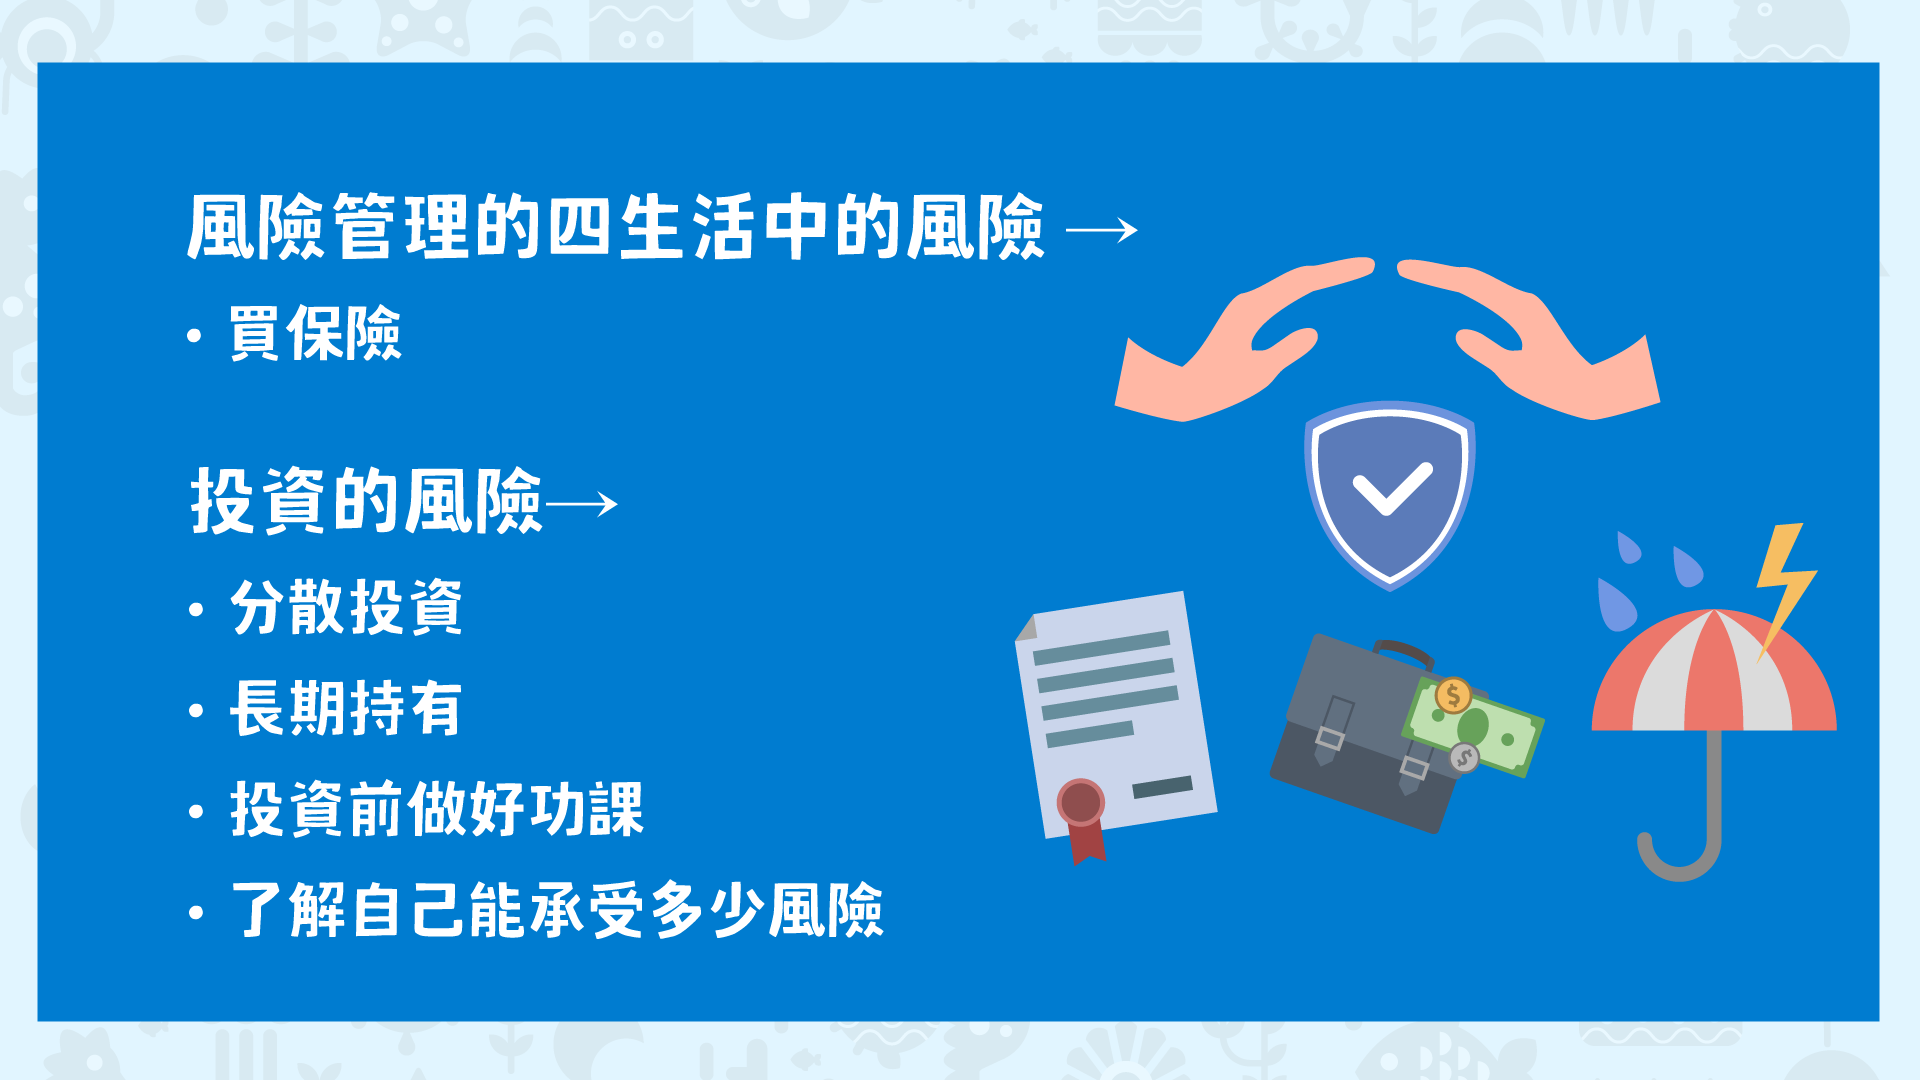 風險管理的四生活中的風險 →
• 買保險
投資的風險→
• 分散投資
• 長期持有
• 投資前做好功課
• 了解自己能承受多少風險